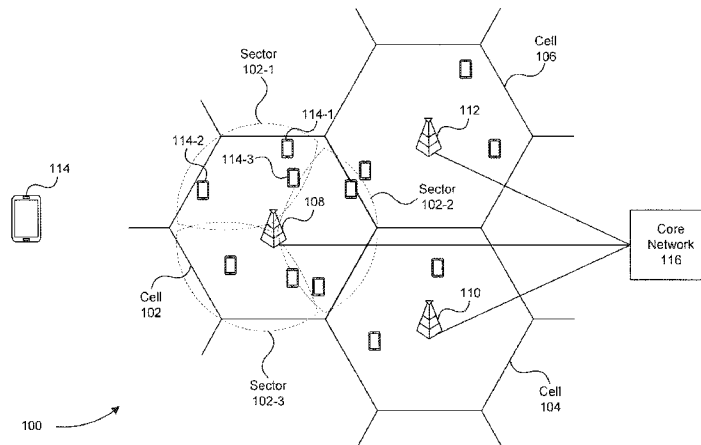 Cell
106
Sector
102-1
114-1
112
114-2
114-3
114
108
Sector
102-2
Core
Network
116
110
Cell
102
Sector
102-3
Cell
104
100